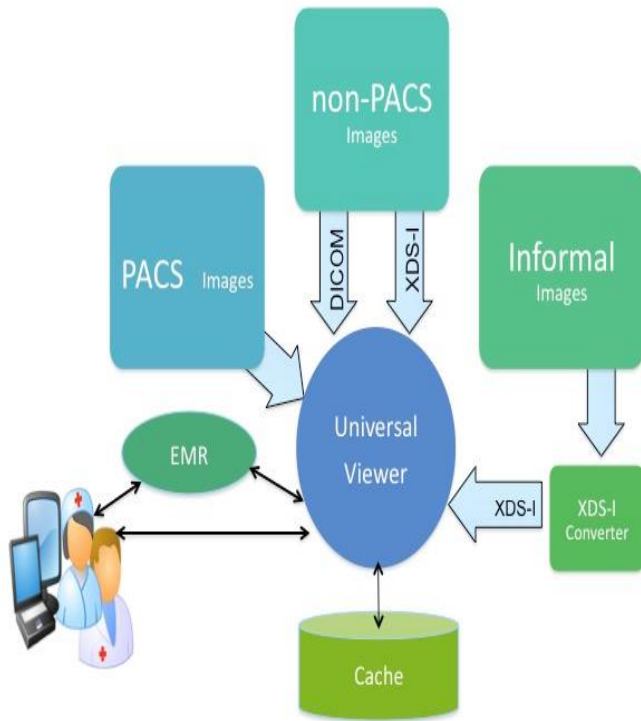 non-PACS
Images
PACS Images
Informal
Images
DICOM
XDS-I
Universal
Viewer
EMR
XDS-I
XDS-I
Converter
Cache